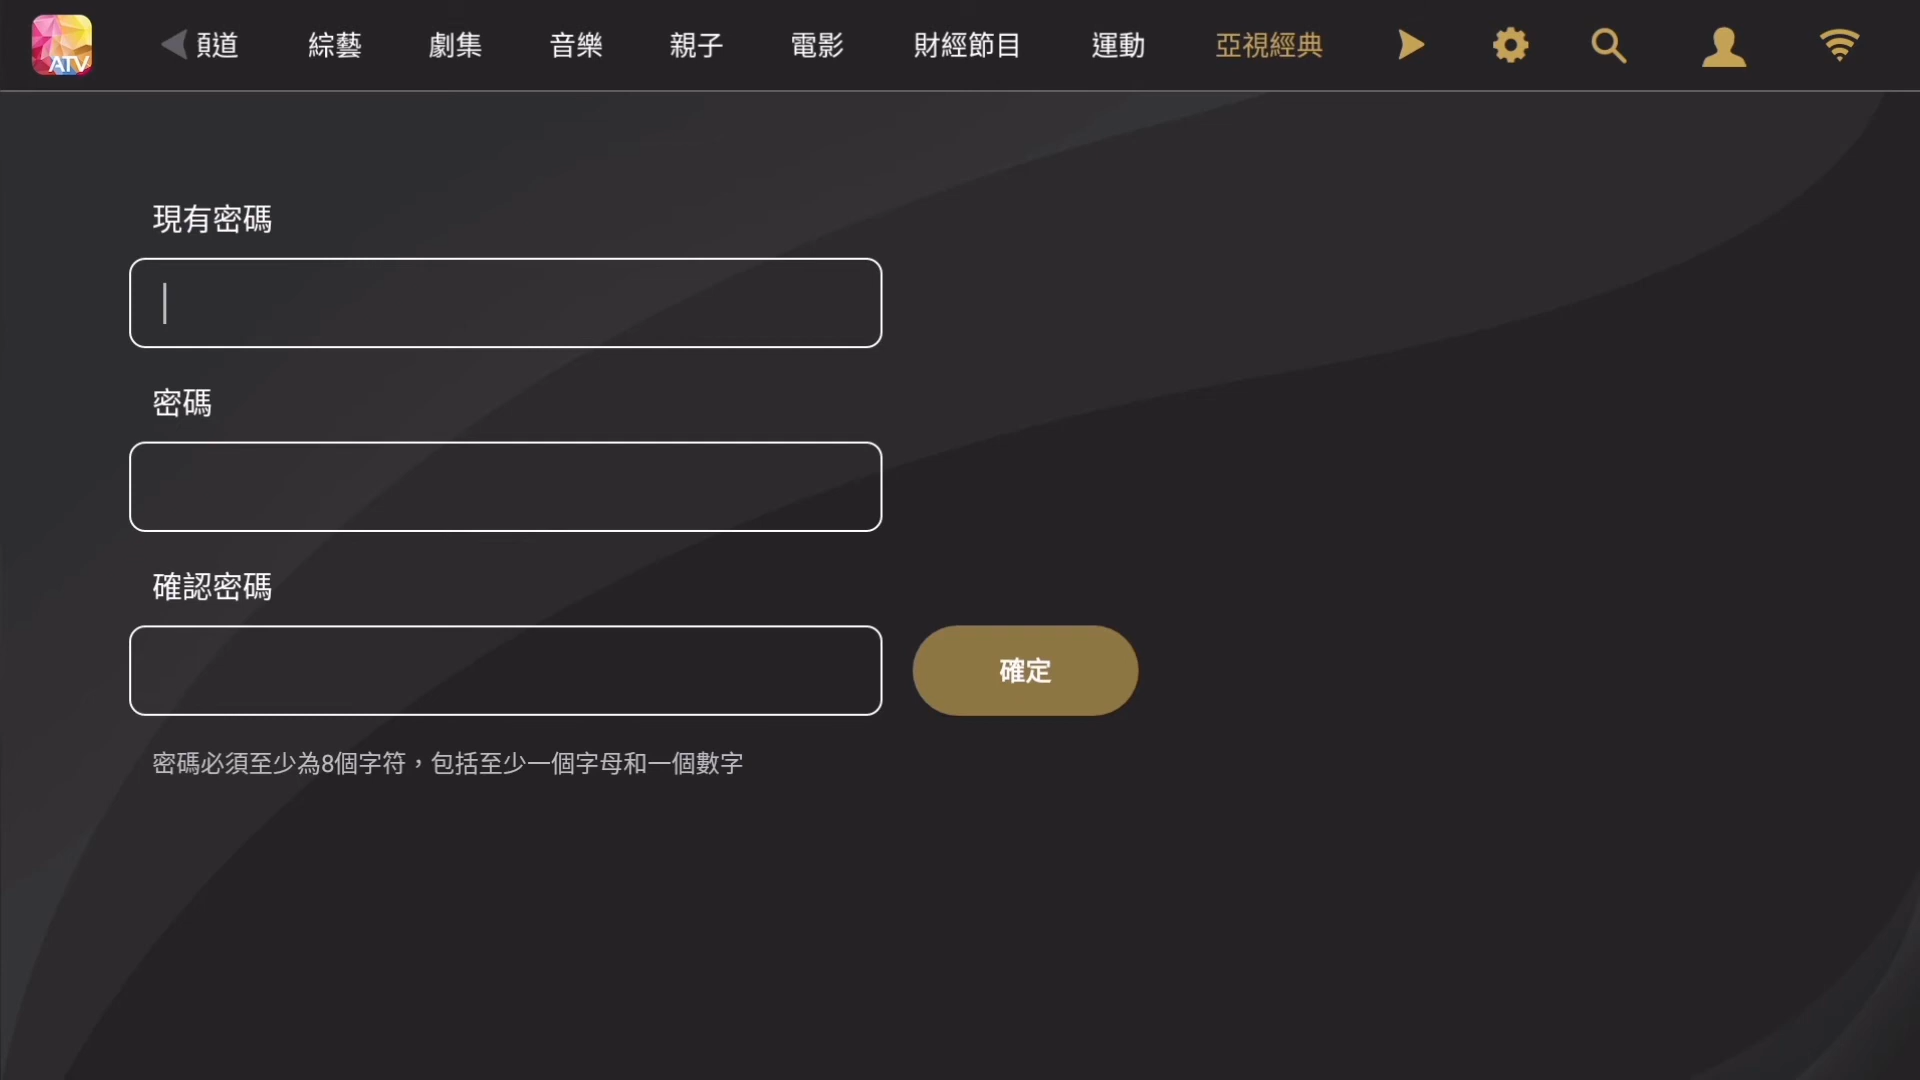 ATV
頻道 綜藝 劇集 音樂 親子 電影 財經節目 運動 亞視經典
現有密碼
密碼
確認密碼
確定
密碼必須至少為8個字符，包括至少一個字母和一個數字